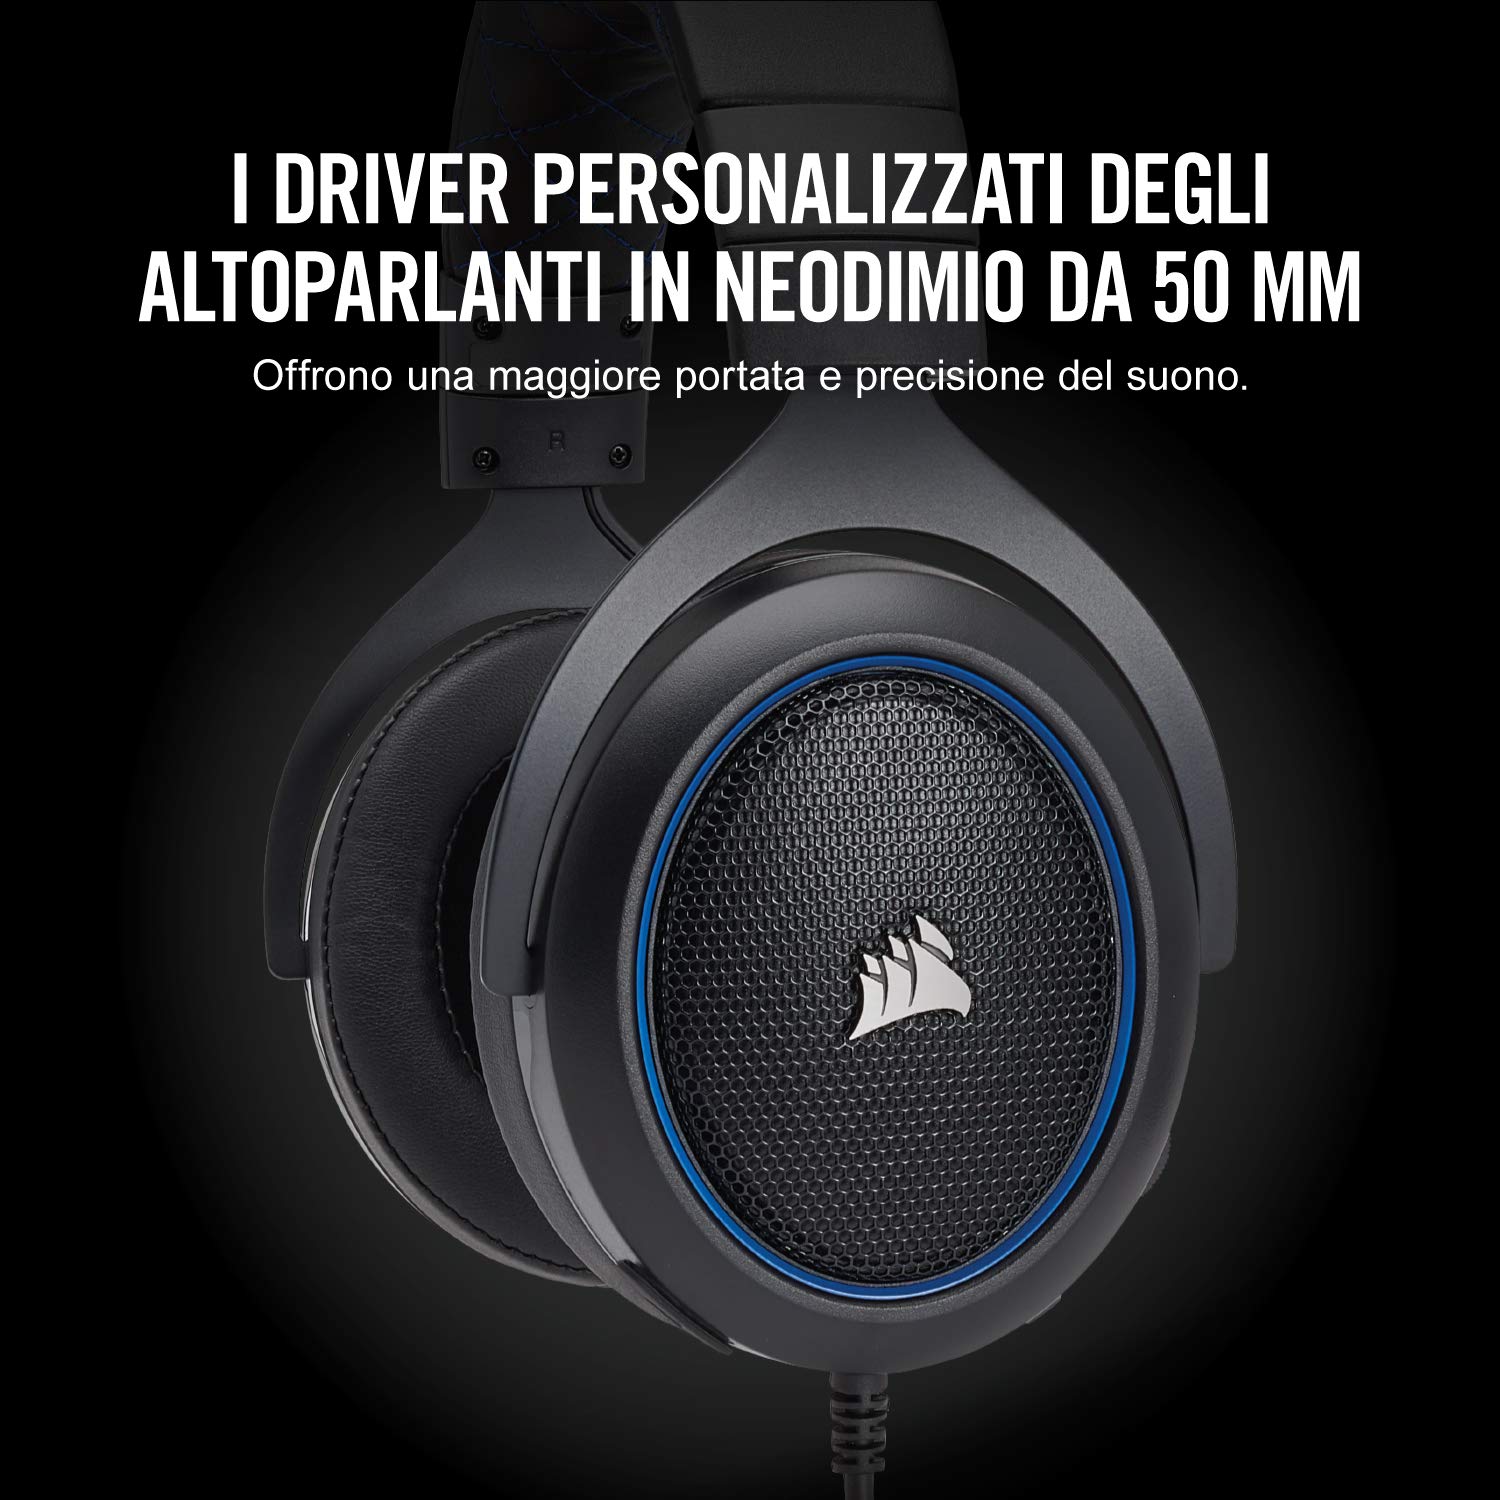 I DRIVER PERSONALIZZATI DEGLI
ALTOPARLANTI IN NEODIMIO DA 50 MM
Offrono una maggiore portata e precisione del suono.
R